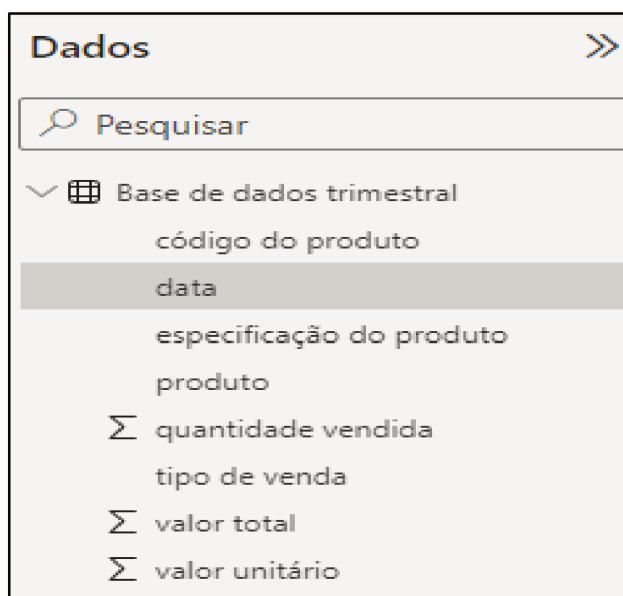 Dados
Pesquisar
Base de dados trimestral
código do produto
data
especificação do produto
produto
∑ quantidade vendida
tipo de venda
∑ valor total
∑ valor unitário